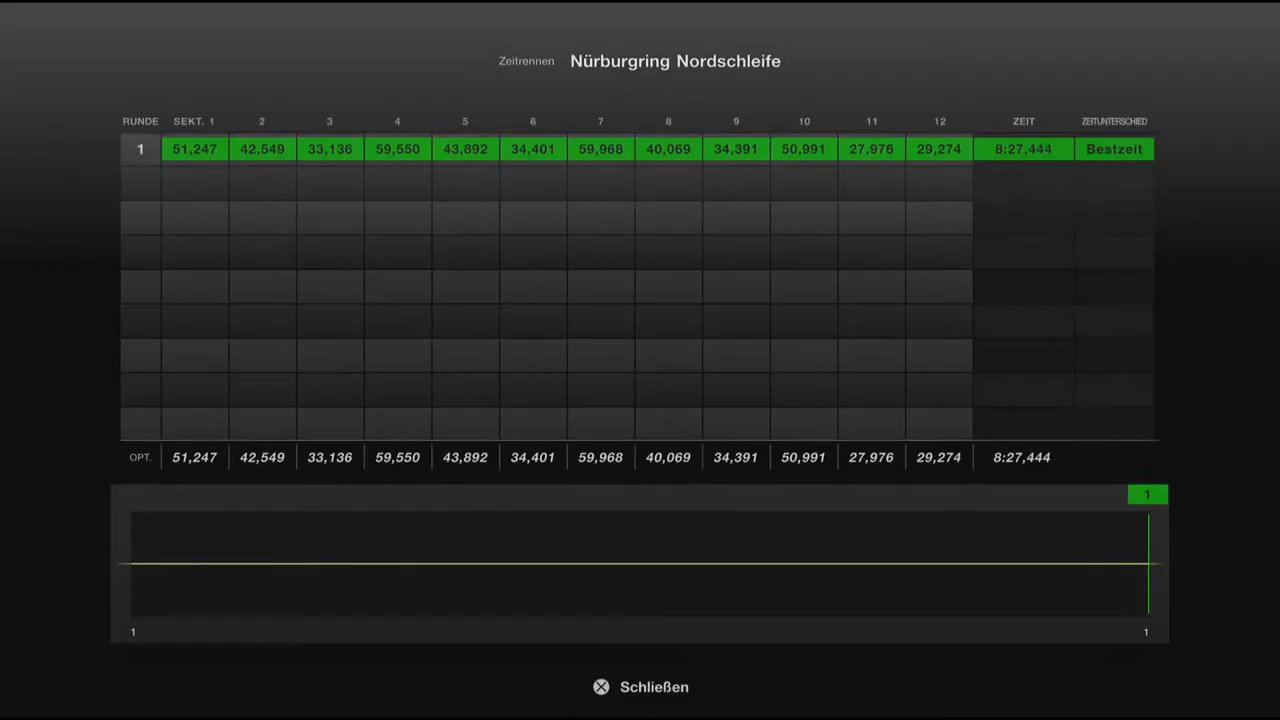 Zeitrennen Nürburgring Nordschleife
RUNDE SEKT. 1 2 3 4 5 6 7 8 9 10 11 12 ZEIT ZEITUNTERSCHIED
1 51,247 42,549 33,136 59,550 43,892 34,401 59,968 40,069 34,391 50,991 27,976 29,274 8:27,444 Bestzeit
OPT. 51,247 42,549 33,136 59,550 43,892 34,401 59,968 40,069 34,391 50,991 27,976 29,274 8:27,444
1
1 1
Schließen